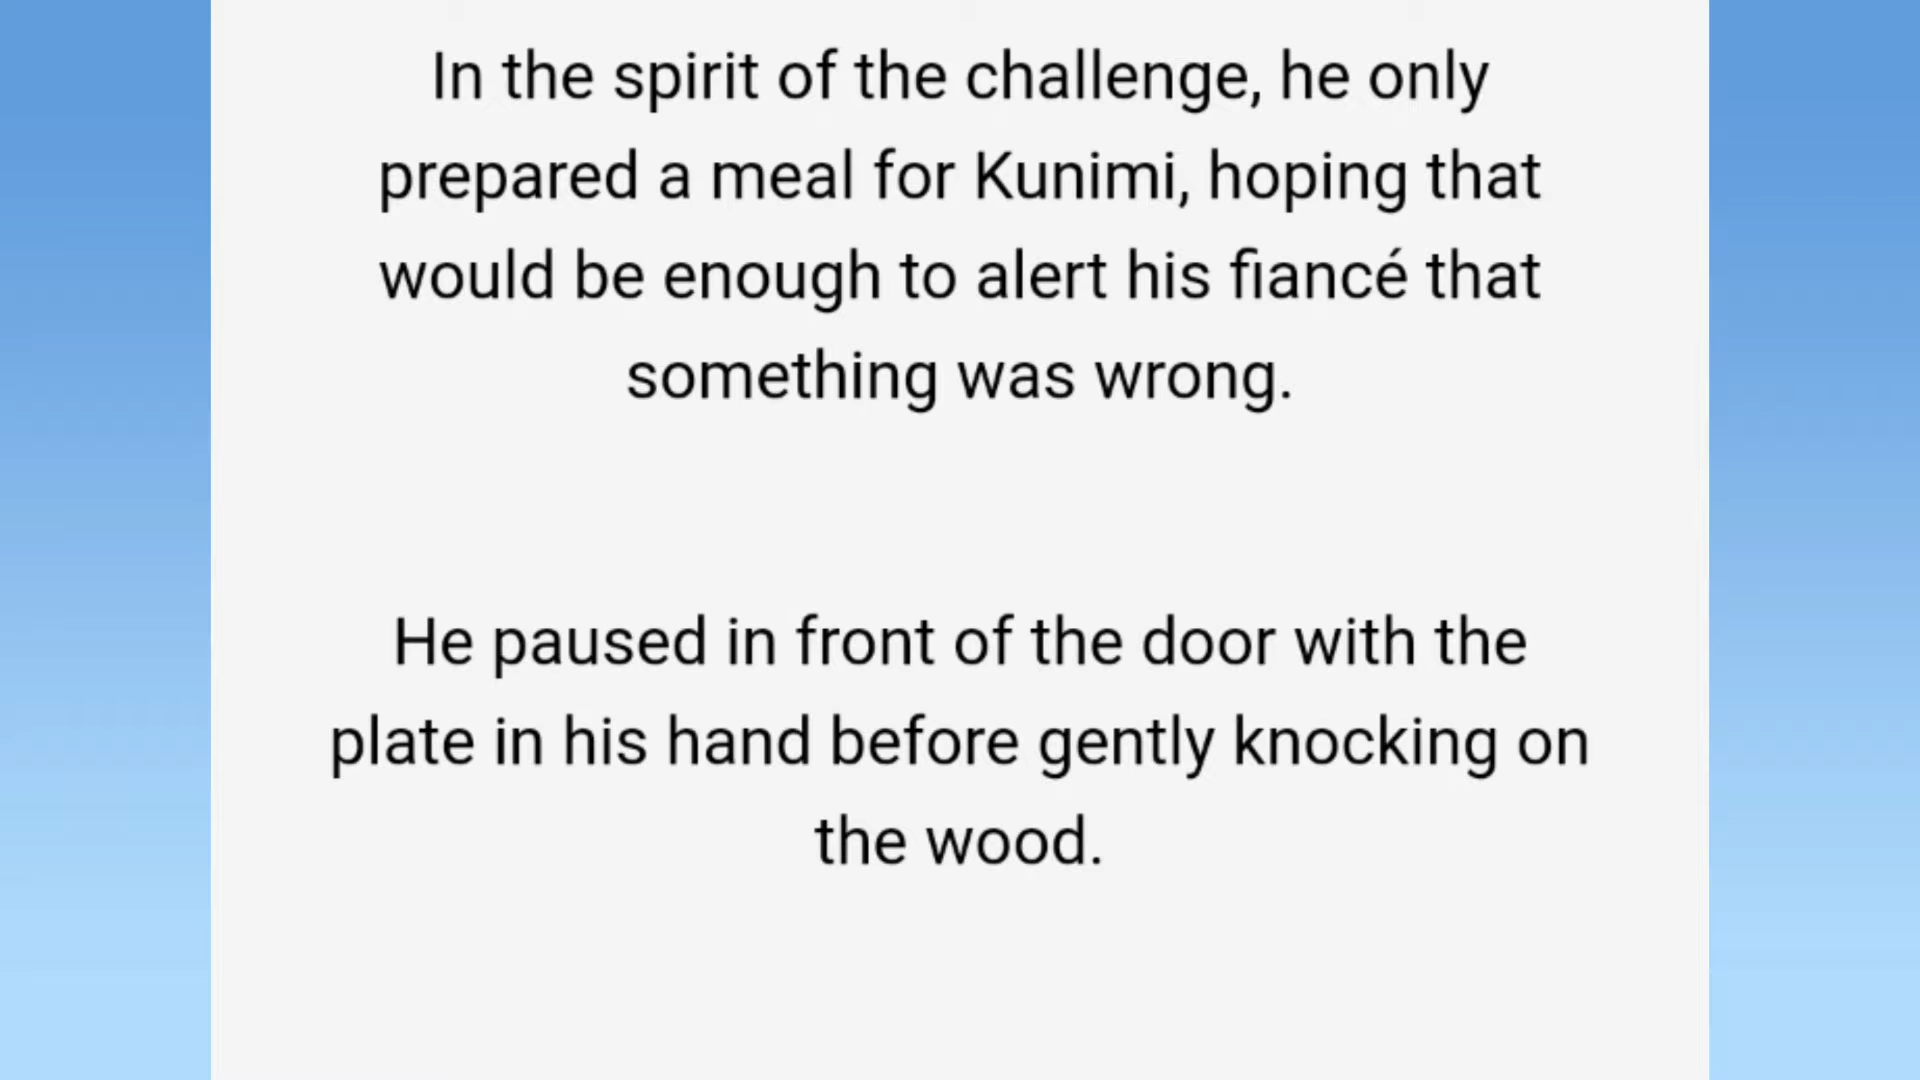 In the spirit of the challenge, he only
prepared a meal for Kunimi, hoping that
would be enough to alert his fiancé that
something was wrong.
He paused in front of the door with the
plate in his hand before gently knocking on
the wood.